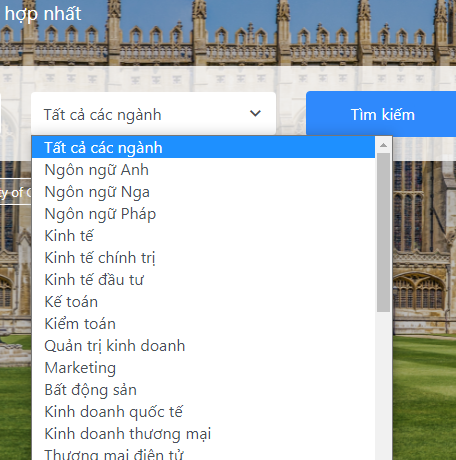 hợp nhất
Tất cả các ngành
Tìm kiếm
Tất cả các ngành
Ngôn ngữ Anh
ty of
Ngôn ngữ Nga
Ngôn ngữ Pháp
Kinh tế
Kinh tế chính trị
Kinh tế đầu tư
Kế toán
Kiểm toán
Quản trị kinh doanh
Marketing
Bất động sản
Kinh doanh quốc tế
Kinh doanh thương mại
Thương mại điện tử